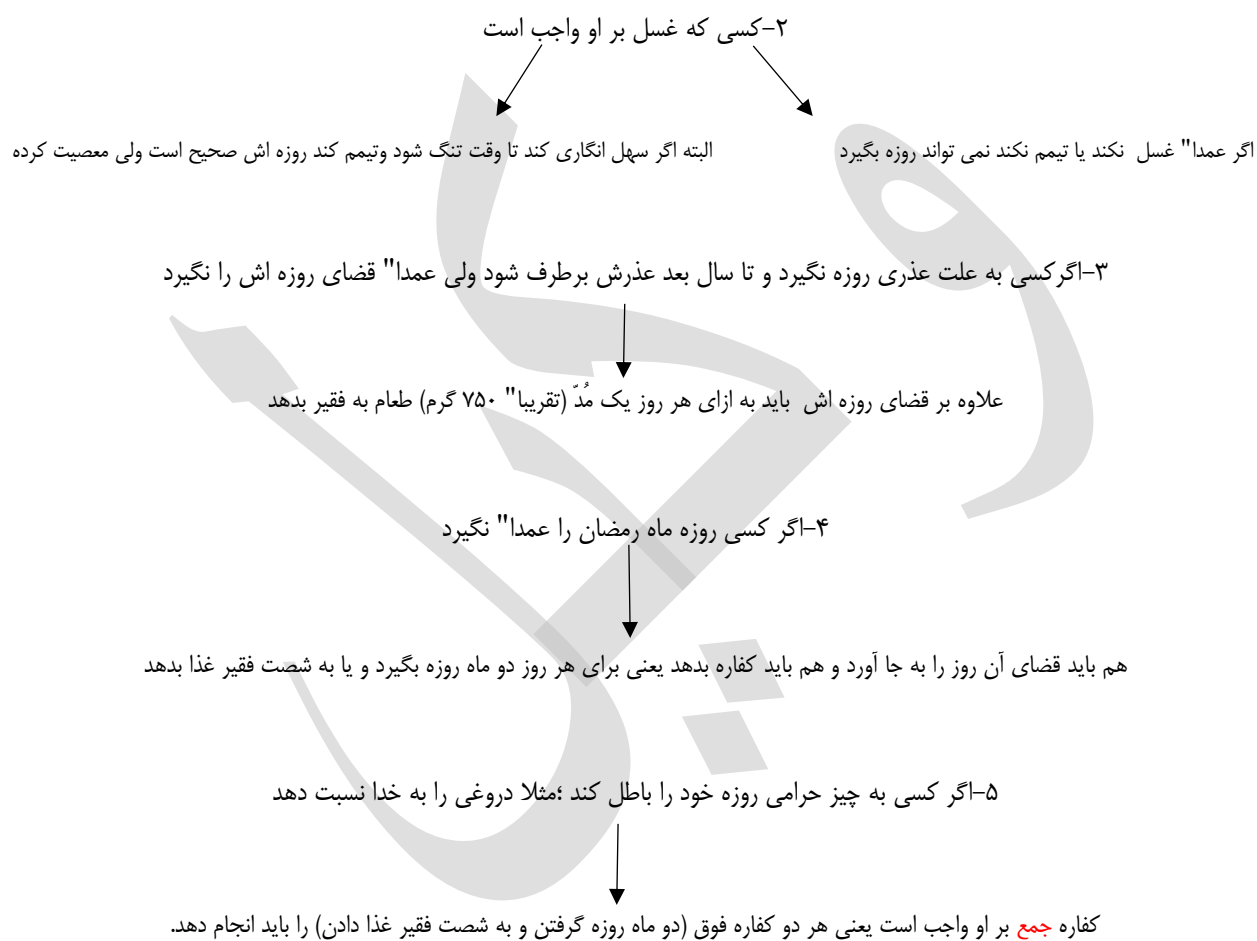 ۲-کسی که غسل بر او واجب است
اگر عمدا" غسل نکند یا تیمم نکند نمی تواند روزه بگیرد
البته اگر سهل انگاری کند تا وقت تنگ شود وتیمم کند روزه اش صحیح است ولی معصیت کرده
۳-اگرکسی به علت عذری روزه نگیرد و تا سال بعد عذرش برطرف شود ولی عمدا" قضای روزه اش را نگیرد
علاوه بر قضای روزه اش باید به ازای هر روز یک مُدّ (تقریبا" ۷۵۰ گرم) طعام به فقیر بدهد
۴-اگر کسی روزه ماه رمضان را عمدا" نگیرد
هم باید قضای آن روز را به جا آورد و هم باید کفاره بدهد یعنی برای هر روز دو ماه روزه بگیرد و یا به شصت فقیر غذا بدهد
۵-اگر کسی به چیز حرامی روزه خود را باطل کند ؛مثلا دروغی را به خدا نسبت دهد
کفاره جمع بر او واجب است یعنی هر دو کفاره فوق (دو ماه روزه گرفتن و به شصت فقیر غذا دادن) را باید انجام دهد.